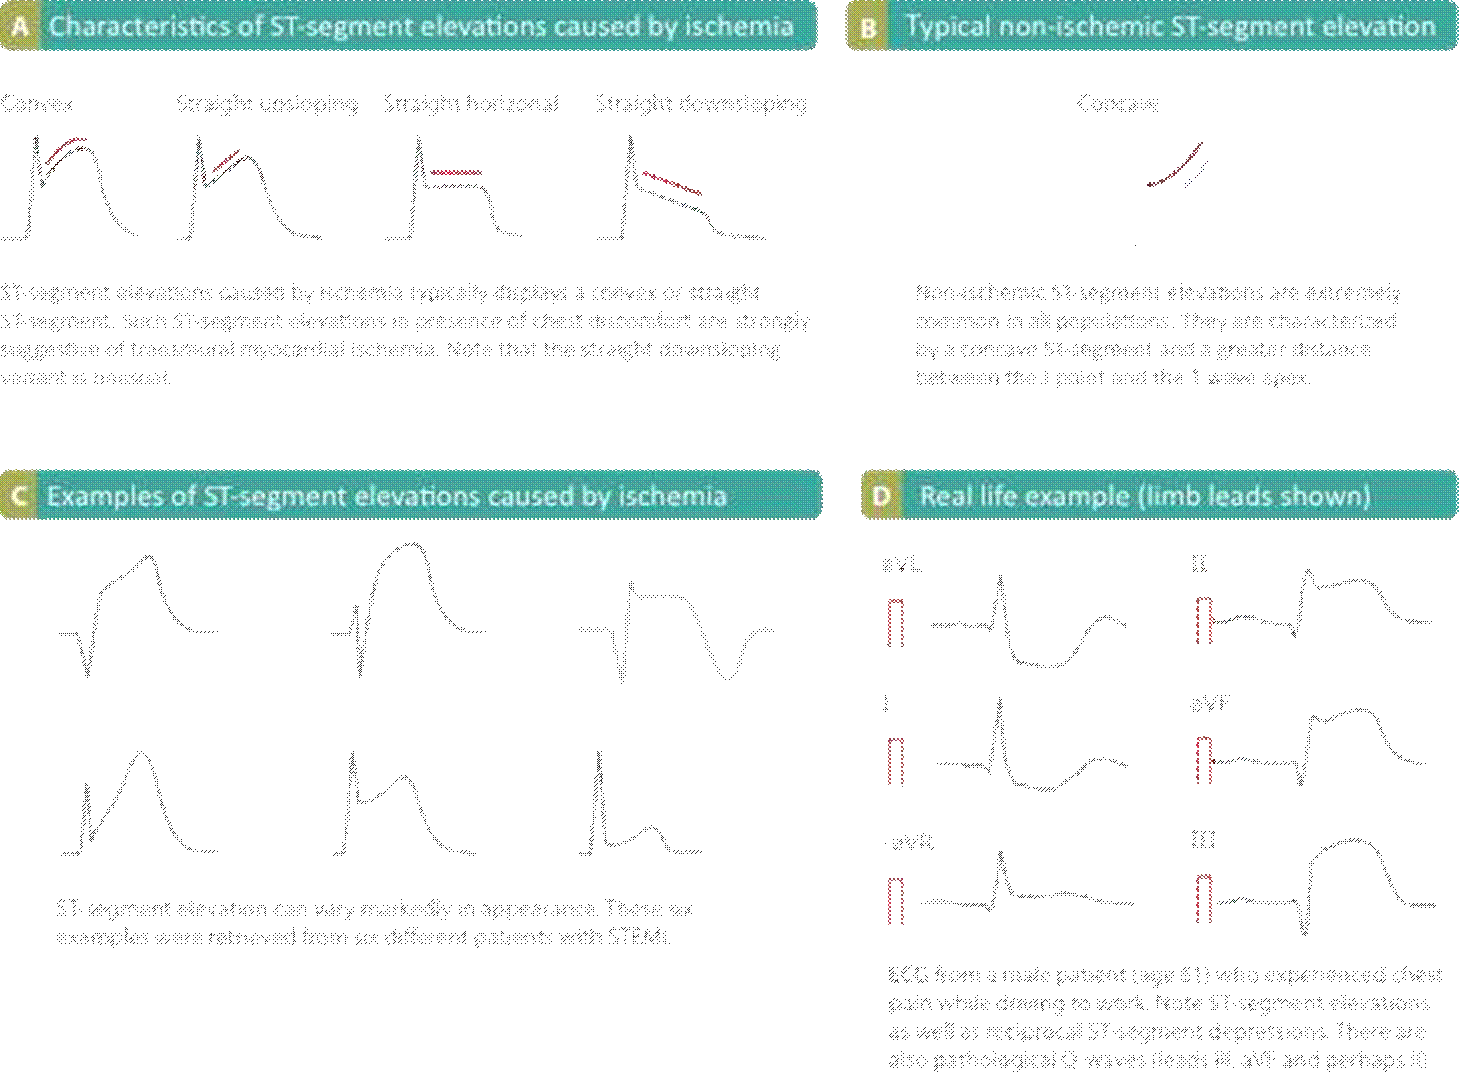 A Characteristics of ST-segment elevations caused by ischemia
Convex
Straight upsloping
Straight horizonal
Straight downsloping
ST-segment elevations caused by ischemia typically displays a convex or straight
ST-segment. Such ST-segment elevations in presence of chest discomfort are strongly
suggestive of transmural myocardial ischemia. Note that the straight downsloping
variant is unusual.
B Typical non-ischemic ST-segment elevation
Concave
Non-ischemic ST-segment elevations are extremely
common in all populations. They are characterized
by a concave ST-segment and a greater distance
between the J point and the T wave apex.
C Examples of ST-segment elevations caused by ischemia
ST-segment elevation can vary markedly in appearance. These six
examples were retrieved from six different patients with STEMI.
D Real life example (limb leads shown)
aVL
II
I
aVF
-aVR
III
ECG from a male patient (age 61) who experienced chest
pain while driving to work. Note ST-segment elevations
as well as reciprocal ST-segment depressions. There are
also pathological Q-waves (leads III, aVF and perhaps II)